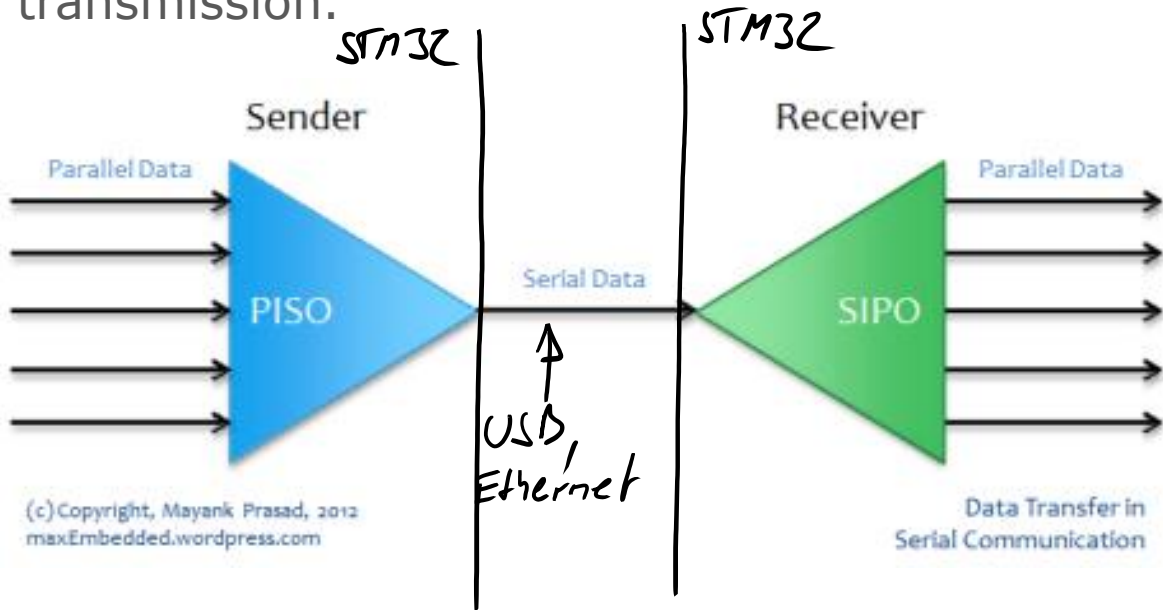 transmission.
STM32
STM32
Sender
Receiver
Parallel Data
Parallel Data
Serial Data
PISO
SIPO
USB,
Ethernet
(c) Copyright, Mayank Prasad, 2012
maxEmbedded.wordpress.com
Data Transfer in
Serial Communication